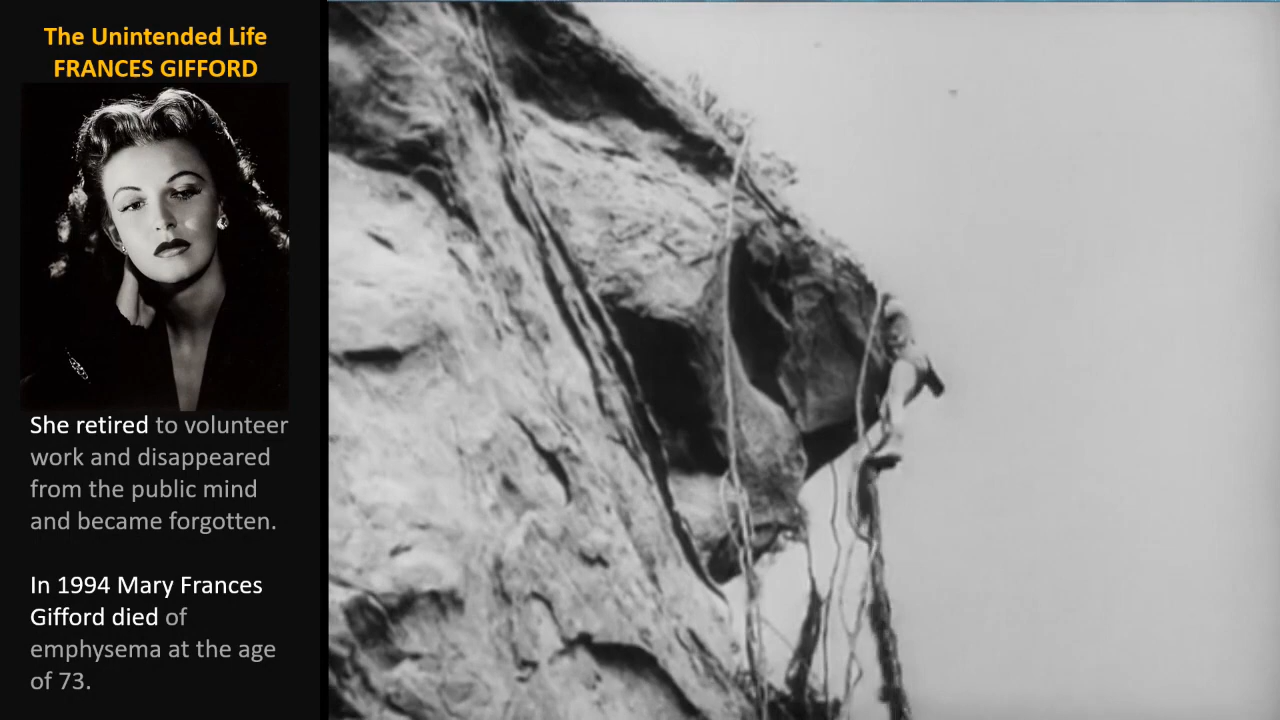 The Unintended Life
FRANCES GIFFORD
She retired to volunteer
work and disappeared
from the public mind
and became forgotten.
In 1994 Mary Frances
Gifford died of
emphysema at the age
of 73.